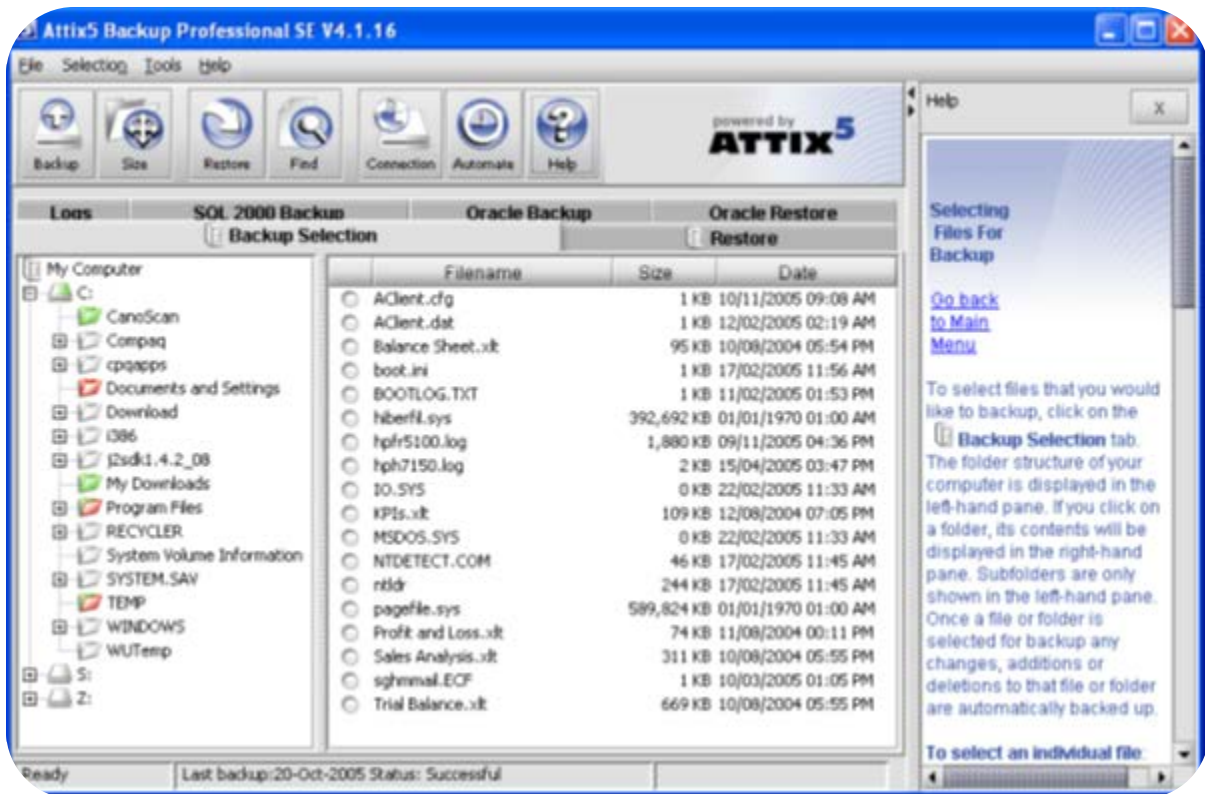 Attix5 Backup Professional SE V4.1.16
File Selection Tools Help
Backup Size Restore Find Connection Automate Help
powered by
ATTIX5
Logs SQL 2000 Backup Oracle Backup Oracle Restore
Backup Selection Restore
My Computer
C:
CanoScan
Compaq
cpqapps
Documents and Settings
Download
i386
j2sdk1.4.2_08
My Downloads
Program Files
RECYCLER
System Volume Information
SYSTEM.SAV
TEMP
WINDOWS
WUTemp
S:
Z:
Filename Size Date
AClient.cfg 1 KB 10/11/2005 09:08 AM
AClient.dat 1 KB 12/02/2005 02:19 AM
Balance Sheet.xlt 95 KB 10/08/2004 05:54 PM
boot.ini 1 KB 17/02/2005 11:56 AM
BOOTLOG.TXT 1 KB 11/02/2005 01:53 PM
hiberfil.sys 392,692 KB 01/01/1970 01:00 AM
hpfr5100.log 1,880 KB 09/11/2005 04:36 PM
hph7150.log 2 KB 15/04/2005 03:47 PM
IO.SYS 0 KB 22/02/2005 11:33 AM
KPIs.xlt 109 KB 12/08/2004 07:05 PM
MSDOS.SYS 0 KB 22/02/2005 11:33 AM
NTDETECT.COM 46 KB 17/02/2005 11:45 AM
ntldr 244 KB 17/02/2005 11:45 AM
pagefile.sys 589,824 KB 01/01/1970 01:00 AM
Profit and Loss.xlt 74 KB 11/08/2004 00:11 PM
Sales Analysis.xlt 311 KB 10/08/2004 05:55 PM
sghmmail.ECF 1 KB 10/03/2005 01:05 PM
Trial Balance.xlt 669 KB 10/08/2004 05:55 PM
Help
X
Selecting
Files For
Backup
Go back
to Main
Menu
To select files that you would
like to backup, click on the
Backup Selection tab.
The folder structure of your
computer is displayed in the
left-hand pane. If you click on
a folder, its contents will be
displayed in the right-hand
pane. Subfolders are only
shown in the left-hand pane.
Once a file or folder is
selected for backup any
changes, additions or
deletions to that file or folder
are automatically backed up.
To select an individual file:
Ready Last backup:20-Oct-2005 Status: Successful